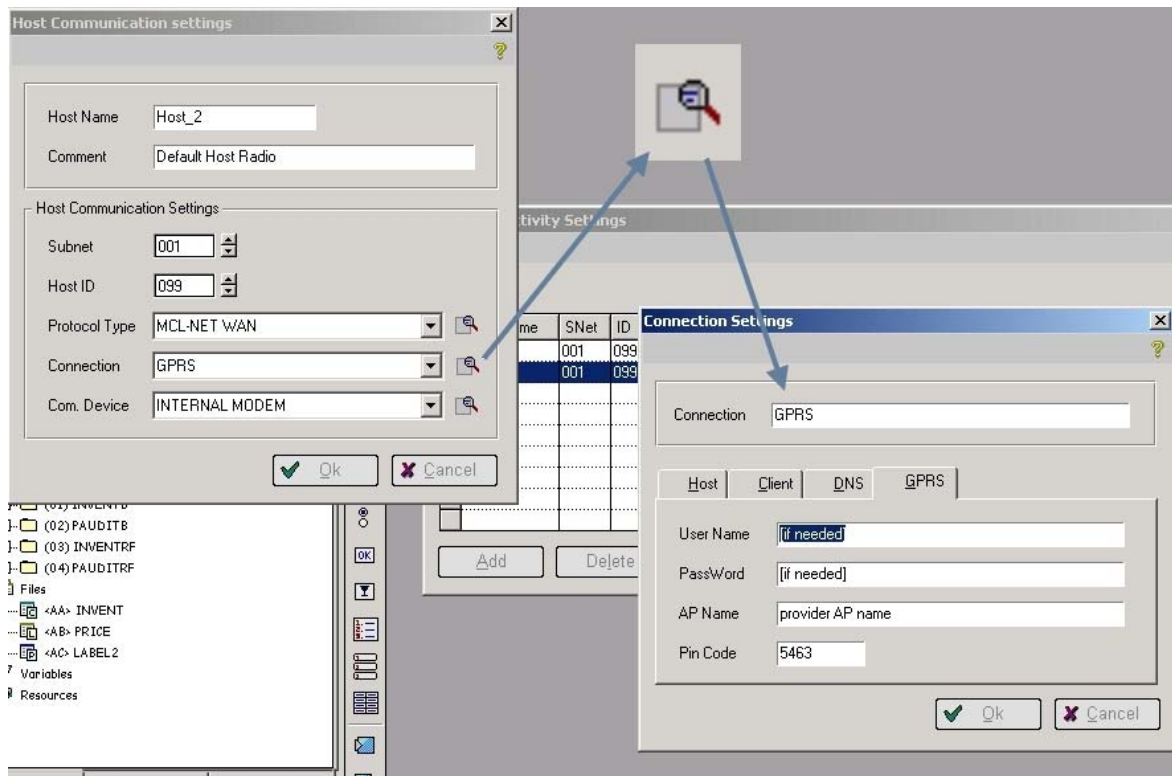 Host Communication settings
Host Name Host_2
Comment Default Host Radio
Host Communication Settings
Subnet 001
Host ID 099
Protocol Type MCL-NET WAN
Connection GPRS
Com. Device INTERNAL MODEM
Ok Cancel
tivity Settings
me SNet ID
001 099
001 099
Add Delete
Connection Settings
Connection GPRS
Host Client DNS GPRS
User Name [if needed]
PassWord [if needed]
AP Name provider AP name
Pin Code 5463
Ok Cancel
(02) PAUDITB
(03) INVENTRF
(04) PAUDITRF
Files
<AA> INVENT
<AB> PRICE
<AC> LABEL2
Variables
Resources
OK